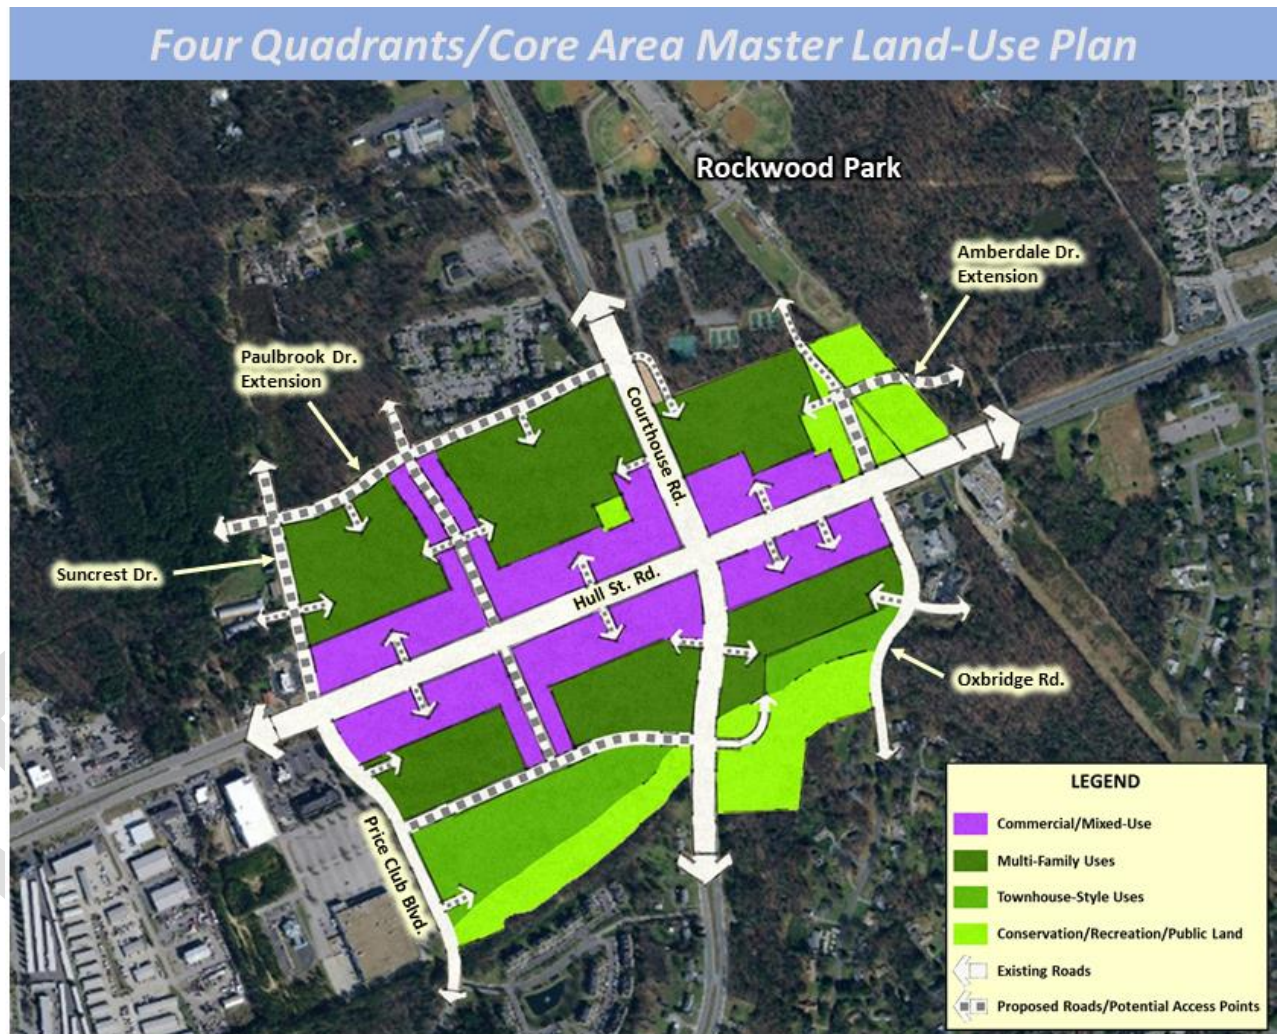 Four Quadrants/Core Area Master Land-Use Plan
Rockwood Park
Amberdale Dr.
Extension
Paulbrook Dr.
Extension
Courthouse Rd.
Suncrest Dr.
Hull St. Rd.
Oxbridge Rd.
Price Club Blvd.
LEGEND
Commercial/Mixed-Use
Multi-Family Uses
Townhouse-Style Uses
Conservation/Recreation/Public Land
Existing Roads
Proposed Roads/Potential Access Points